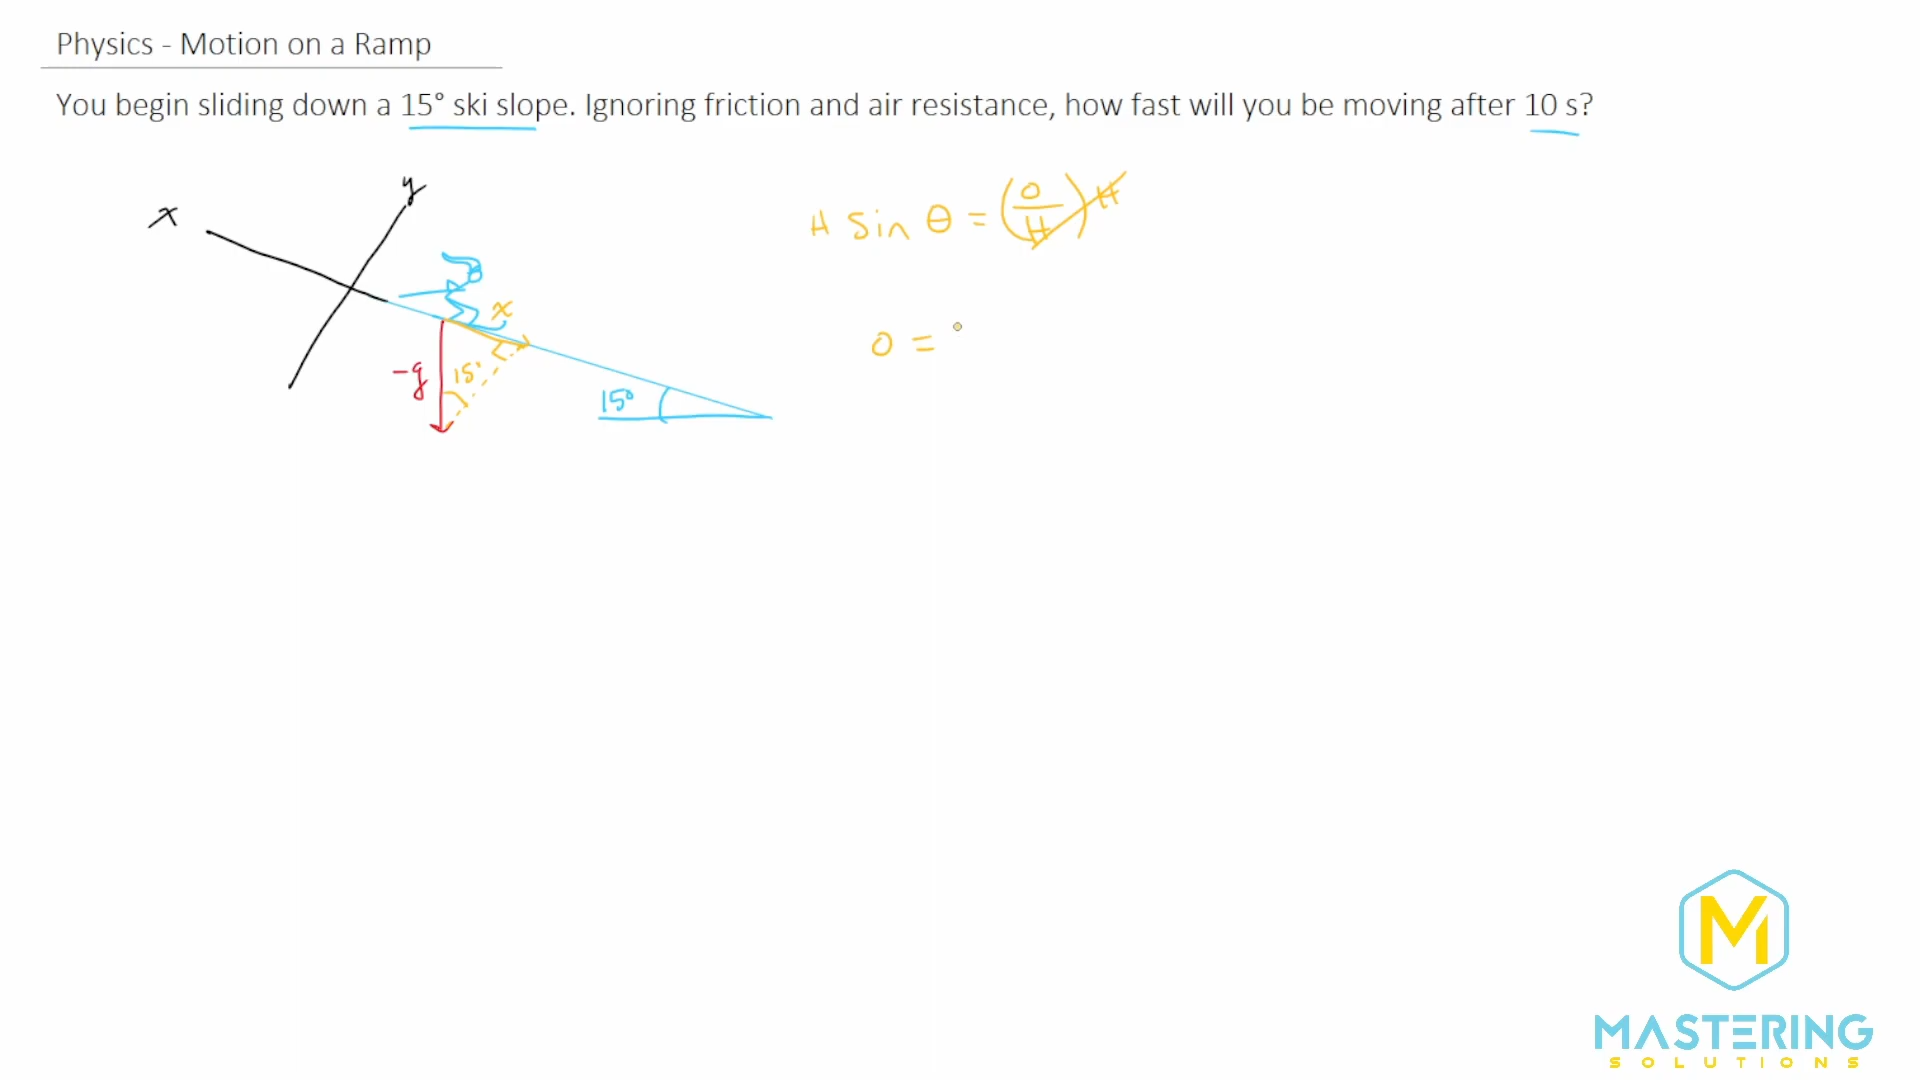 Physics - Motion on a Ramp
You begin sliding down a 15° ski slope. Ignoring friction and air resistance, how fast will you be moving after 10 s?
y
x
H Sin θ = (O/H) H
x
O =
-g
15°
15°
M
MASTERING
SOLUTIONS